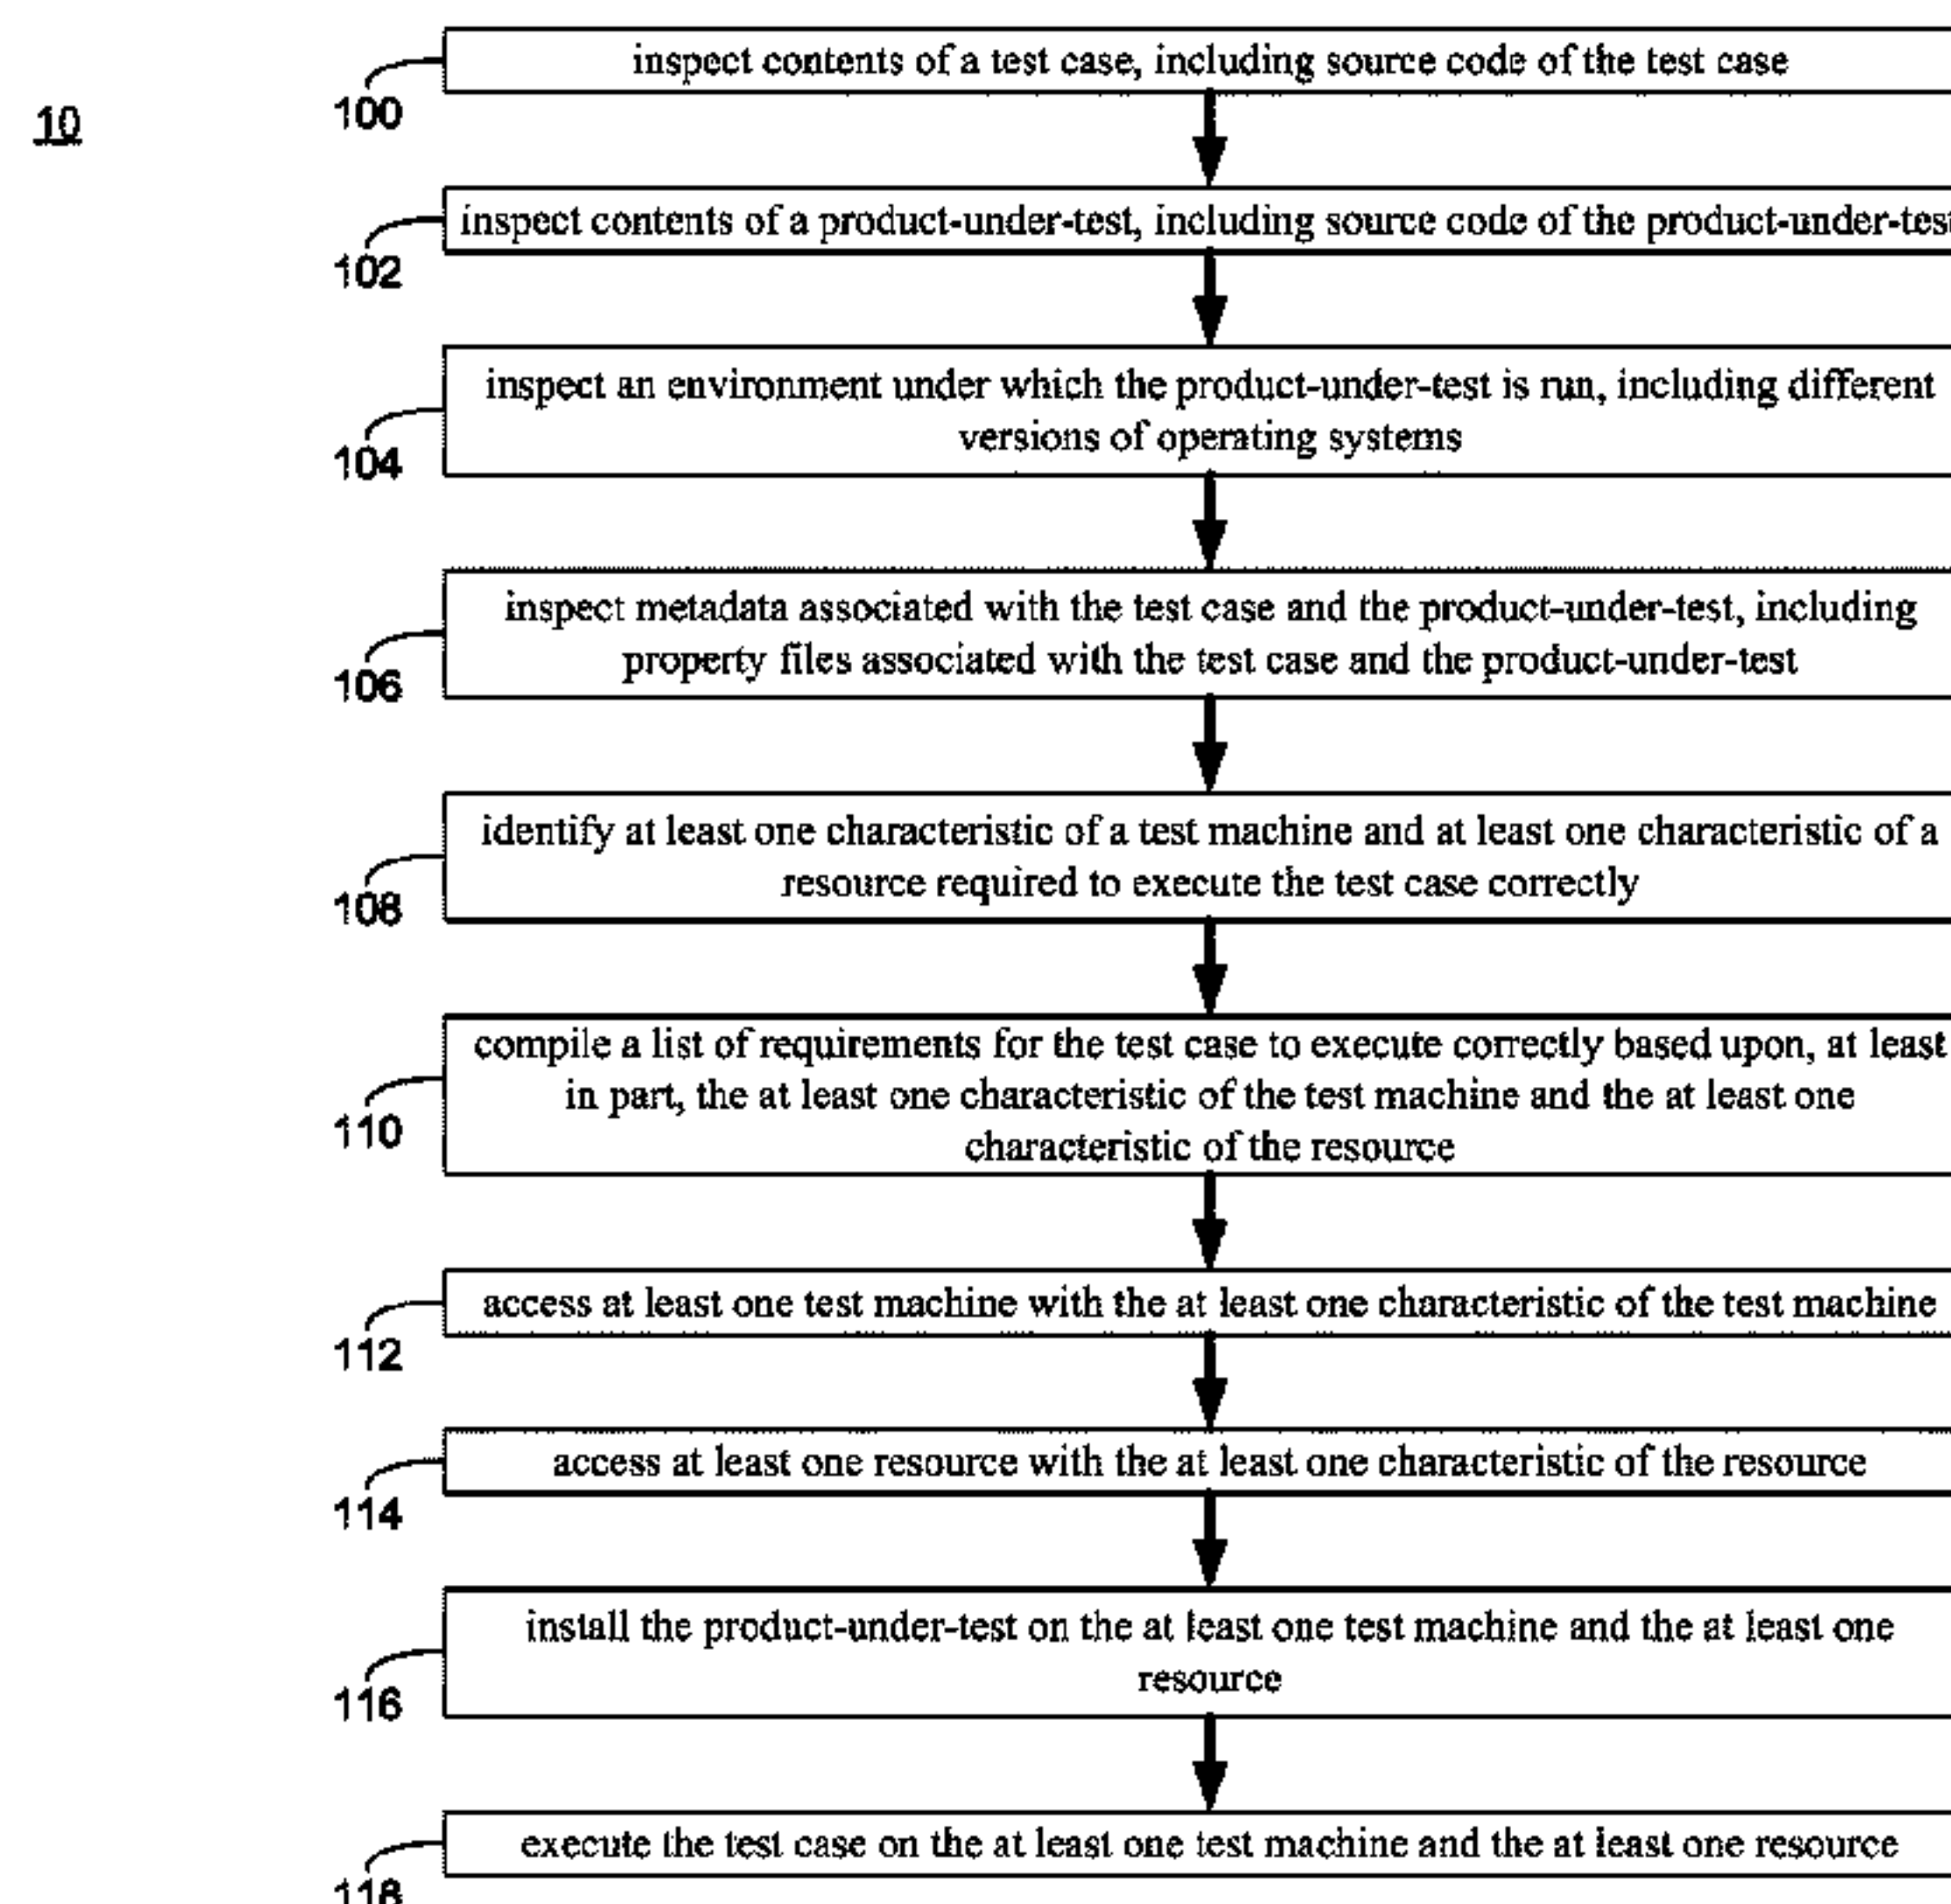 inspect contents of a test case, including source code of the test case
100
10
inspect contents of a product-under-test, including source code of the product-under-test
102
inspect an environment under which the product-under-test is run, including different
versions of operating systems
104
inspect metadata associated with the test case and the product-under-test, including
property files associated with the test case and the product-under-test
106
identify at least one characteristic of a test machine and at least one characteristic of a
resource required to execute the test case correctly
108
compile a list of requirements for the test case to execute correctly based upon, at least
in part, the at least one characteristic of the test machine and the at least one
characteristic of the resource
110
access at least one test machine with the at least one characteristic of the test machine
112
access at least one resource with the at least one characteristic of the resource
114
install the product-under-test on the at least one test machine and the at least one
resource
116
execute the test case on the at least one test machine and the at least one resource
118